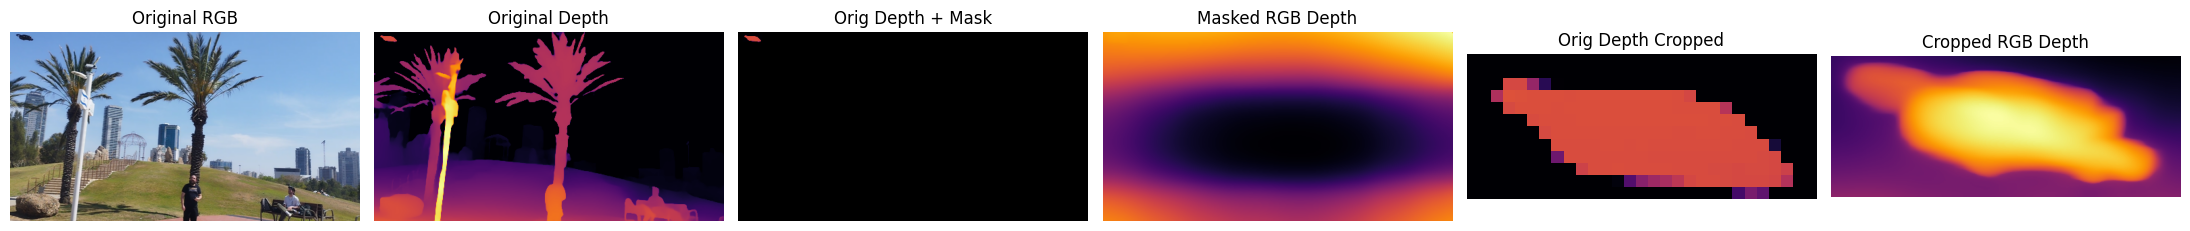 Original RGB
Original Depth
Orig Depth + Mask
Masked RGB Depth
Orig Depth Cropped
Cropped RGB Depth